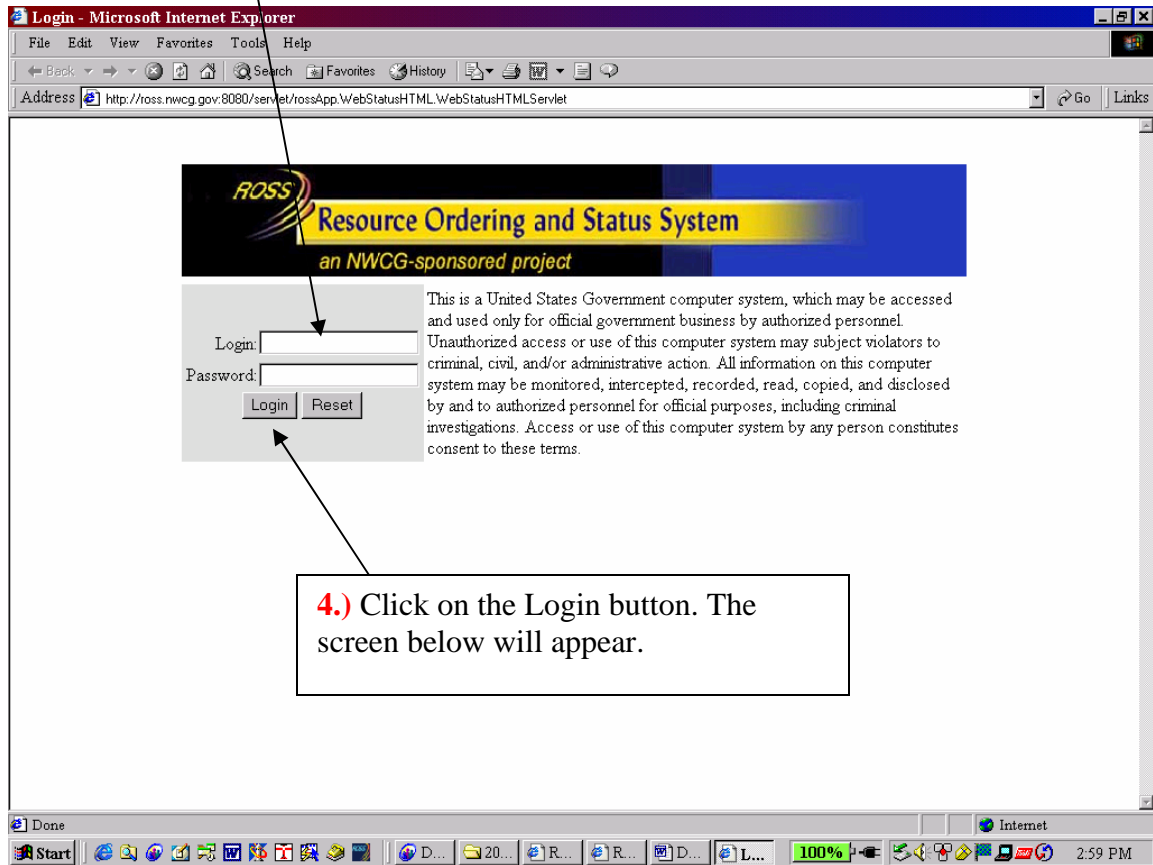 Login - Microsoft Internet Explorer
File Edit View Favorites Tools Help
Back Search Favorites History
Address http://ross.nwcg.gov:8080/servlet/rossApp.WebStatusHTML.WebStatusHTMLServlet Go Links
ROSS
Resource Ordering and Status System
an NWCG-sponsored project
This is a United States Government computer system, which may be accessed
and used only for official government business by authorized personnel.
Login: Unauthorized access or use of this computer system may subject violators to
criminal, civil, and/or administrative action. All information on this computer
Password: system may be monitored, intercepted, recorded, read, copied, and disclosed
Login Reset by and to authorized personnel for official purposes, including criminal
investigations. Access or use of this computer system by any person constitutes
consent to these terms.
4.) Click on the Login button. The
screen below will appear.
Done Internet
Start D... 20... R... R... D... L... 100% 2:59 PM